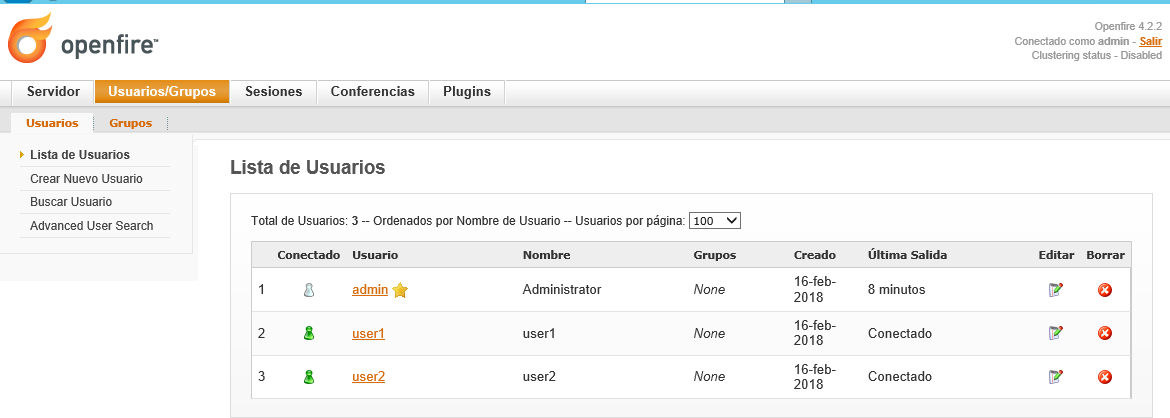 openfire™
Openfire 4.2.2
Conectado como admin - Salir
Clustering status - Disabled
Servidor Usuarios/Grupos Sesiones Conferencias Plugins
Usuarios Grupos
Lista de Usuarios
Crear Nuevo Usuario
Buscar Usuario
Advanced User Search
Lista de Usuarios
Total de Usuarios: 3 -- Ordenados por Nombre de Usuario -- Usuarios por página: 100
Conectado Usuario Nombre Grupos Creado Última Salida Editar Borrar
1 admin Administrator None 16-feb-2018 8 minutos
2 user1 user1 None 16-feb-2018 Conectado
3 user2 user2 None 16-feb-2018 Conectado